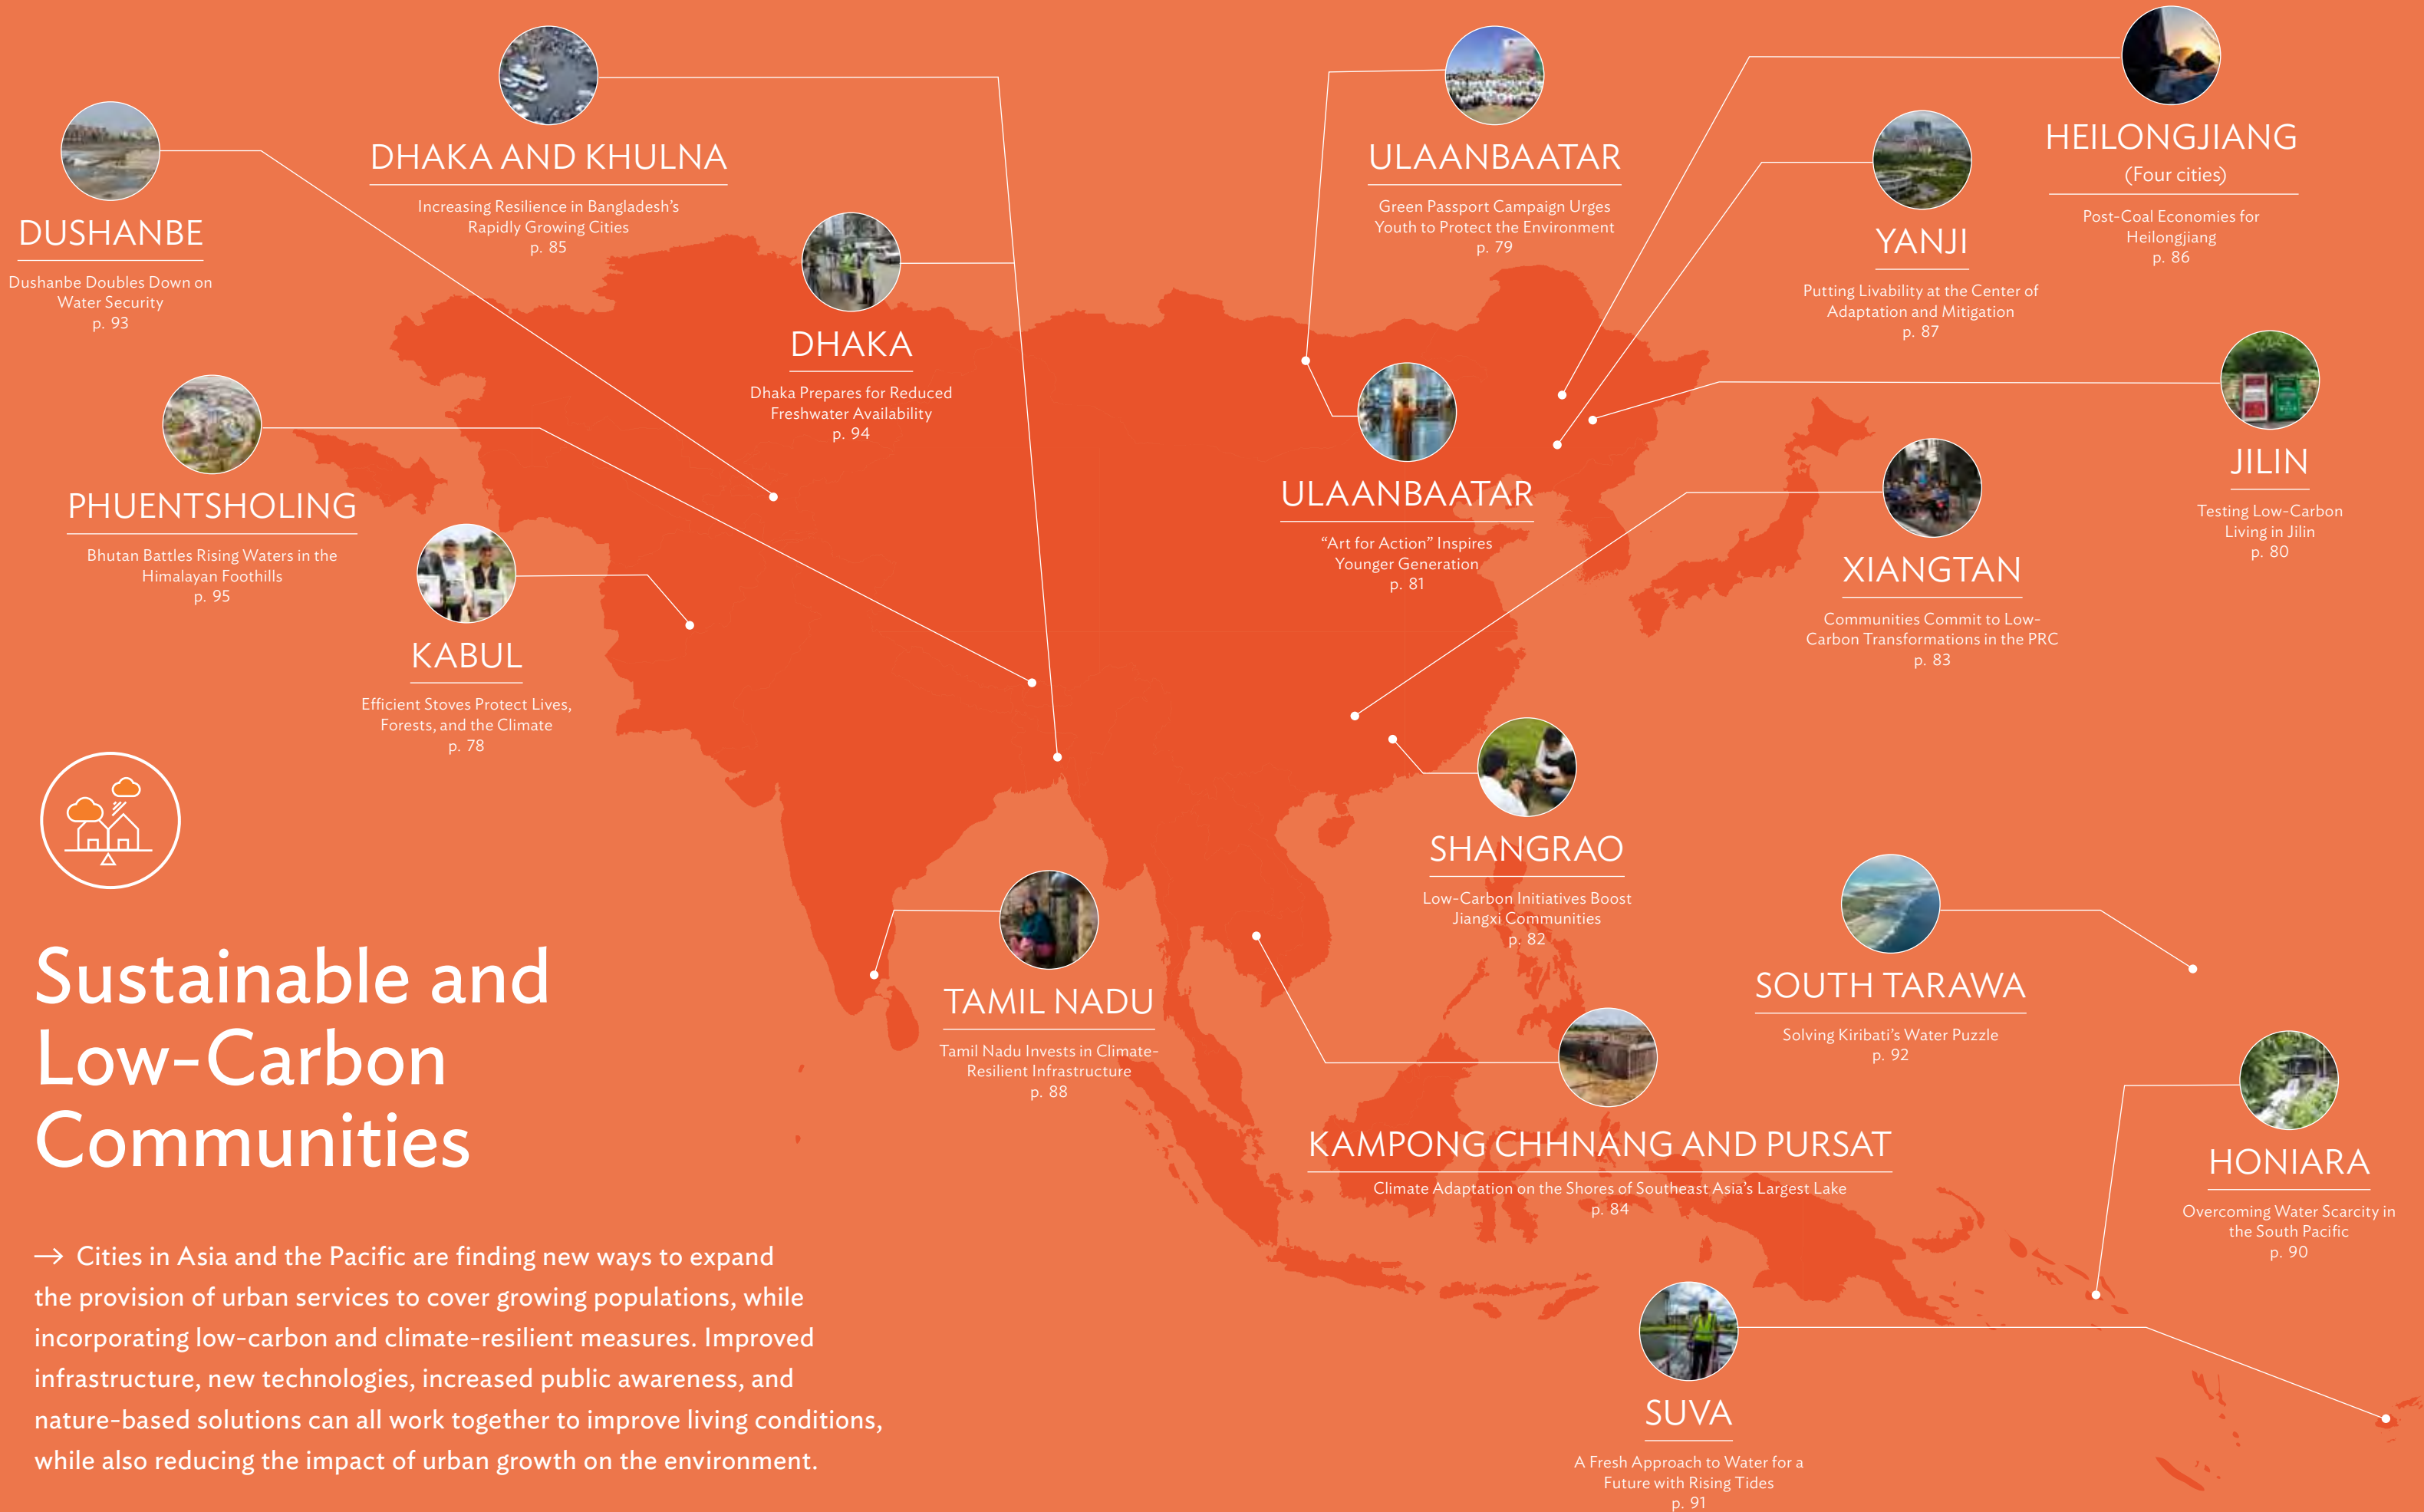 DUSHANBE
Dushanbe Doubles Down on
Water Security
p. 93
DHAKA AND KHULNA
Increasing Resilience in Bangladesh's
Rapidly Growing Cities
p. 85
DHAKA
Dhaka Prepares for Reduced
Freshwater Availability
p. 94
ULAANBAATAR
Green Passport Campaign Urges
Youth to Protect the Environment
p. 79
ULAANBAATAR
“Art for Action” Inspires
Younger Generation
p. 81
YANJI
Putting Livability at the Center of
Adaptation and Mitigation
p. 87
HEILONGJIANG
(Four cities)
Post-Coal Economies for
Heilongjiang
p. 86
JILIN
Testing Low-Carbon
Living in Jilin
p. 80
PHUENTSHOLING
Bhutan Battles Rising Waters in the
Himalayan Foothills
p. 95
KABUL
Efficient Stoves Protect Lives,
Forests, and the Climate
p. 78
XIANGTAN
Communities Commit to Low-
Carbon Transformations in the PRC
p. 83
SHANGRAO
Low-Carbon Initiatives Boost
Jiangxi Communities
p. 82
TAMIL NADU
Tamil Nadu Invests in Climate-
Resilient Infrastructure
p. 88
SOUTH TARAWA
Solving Kiribati's Water Puzzle
p. 92
KAMPONG CHHNANG AND PURSAT
Climate Adaptation on the Shores of Southeast Asia's Largest Lake
p. 84
HONIARA
Overcoming Water Scarcity in
the South Pacific
p. 90
SUVA
A Fresh Approach to Water for a
Future with Rising Tides
p. 91
Sustainable and
Low-Carbon
Communities
→ Cities in Asia and the Pacific are finding new ways to expand
the provision of urban services to cover growing populations, while
incorporating low-carbon and climate-resilient measures. Improved
infrastructure, new technologies, increased public awareness, and
nature-based solutions can all work together to improve living conditions,
while also reducing the impact of urban growth on the environment.